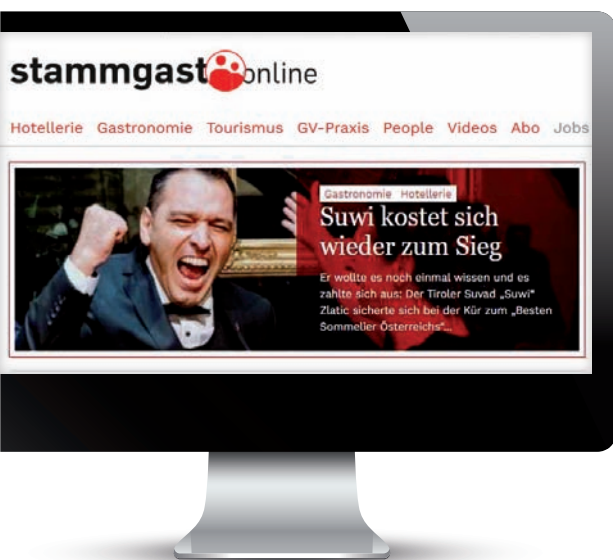 stammgast online
Hotellerie Gastronomie Tourismus GV-Praxis People Videos Abo Jobs
Gastronomie Hotellerie
Suwi kostet sich
wieder zum Sieg
Er wollte es noch einmal wissen und es
zahlte sich aus: Der Tiroler Suvad „Suwi“
Zlatic sicherte sich bei der Kür zum „Besten
Sommelier Österreichs“...